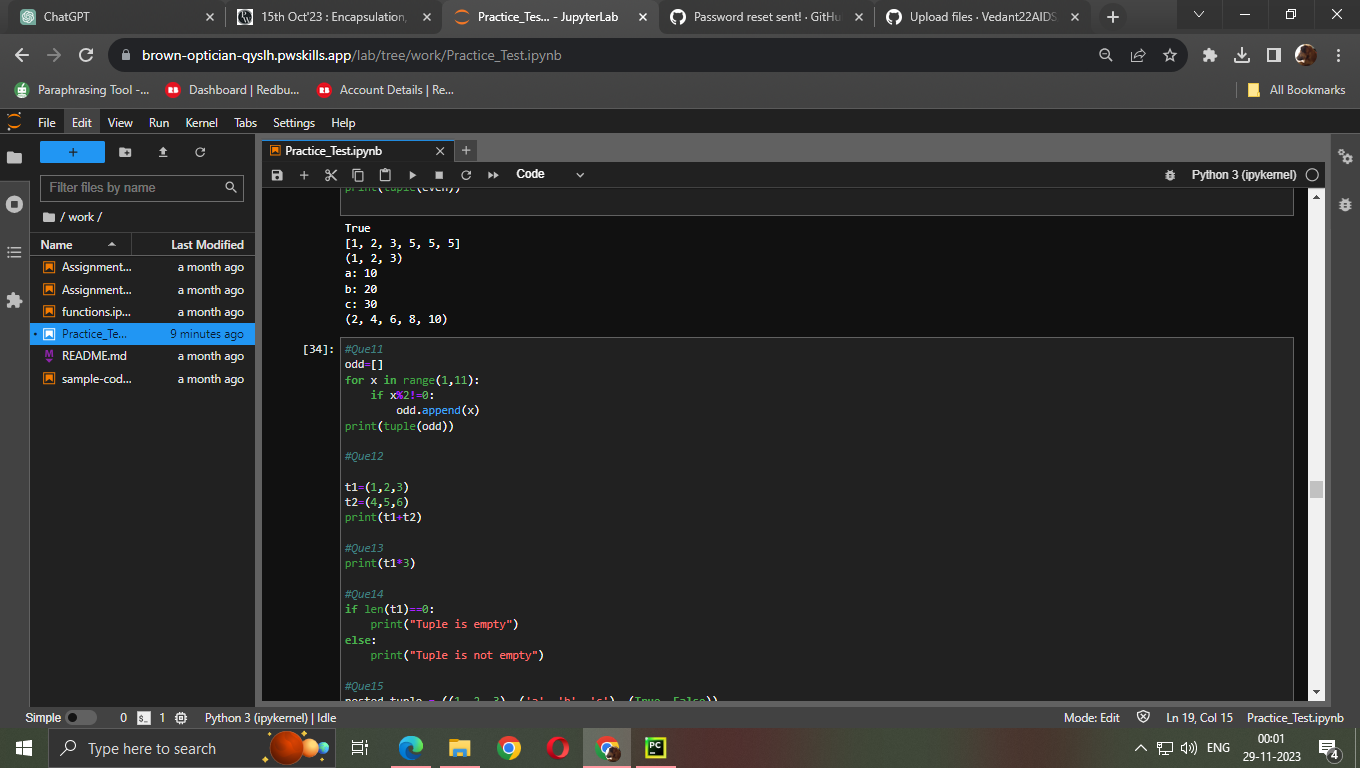 ChatGPT
15th Oct'23 : Encapsulation,
Practice_Tes... - JupyterLab
Password reset sent! · GitHu
Upload files · Vedant22AIDS
brown-optician-qyslh.pwskills.app/lab/tree/work/Practice_Test.ipynb
Paraphrasing Tool -...
Dashboard | Redbu...
Account Details | Re...
All Bookmarks
File Edit View Run Kernel Tabs Settings Help
Filter files by name
/ work /
Name Last Modified
Assignment... a month ago
Assignment... a month ago
functions.ip... a month ago
Practice_Te... 9 minutes ago
README.md a month ago
sample-cod... a month ago
Practice_Test.ipynb
Code
Python 3 (ipykernel)
print(tuple(even))
True
[1, 2, 3, 5, 5, 5]
(1, 2, 3)
a: 10
b: 20
c: 30
(2, 4, 6, 8, 10)
[34]:
#Que11
odd=[]
for x in range(1,11):
    if x%2!=0:
        odd.append(x)
print(tuple(odd))
#Que12
t1=(1,2,3)
t2=(4,5,6)
print(t1+t2)
#Que13
print(t1*3)
#Que14
if len(t1)==0:
    print("Tuple is empty")
else:
    print("Tuple is not empty")
#Que15
nested_tuple = ((1, 2, 3), ('a', 'b', 'c'), (True, False))
Simple 0 1 Python 3 (ipykernel) | Idle
Mode: Edit Ln 19, Col 15 Practice_Test.ipynb
Type here to search
PC
ENG
00:01
29-11-2023
4